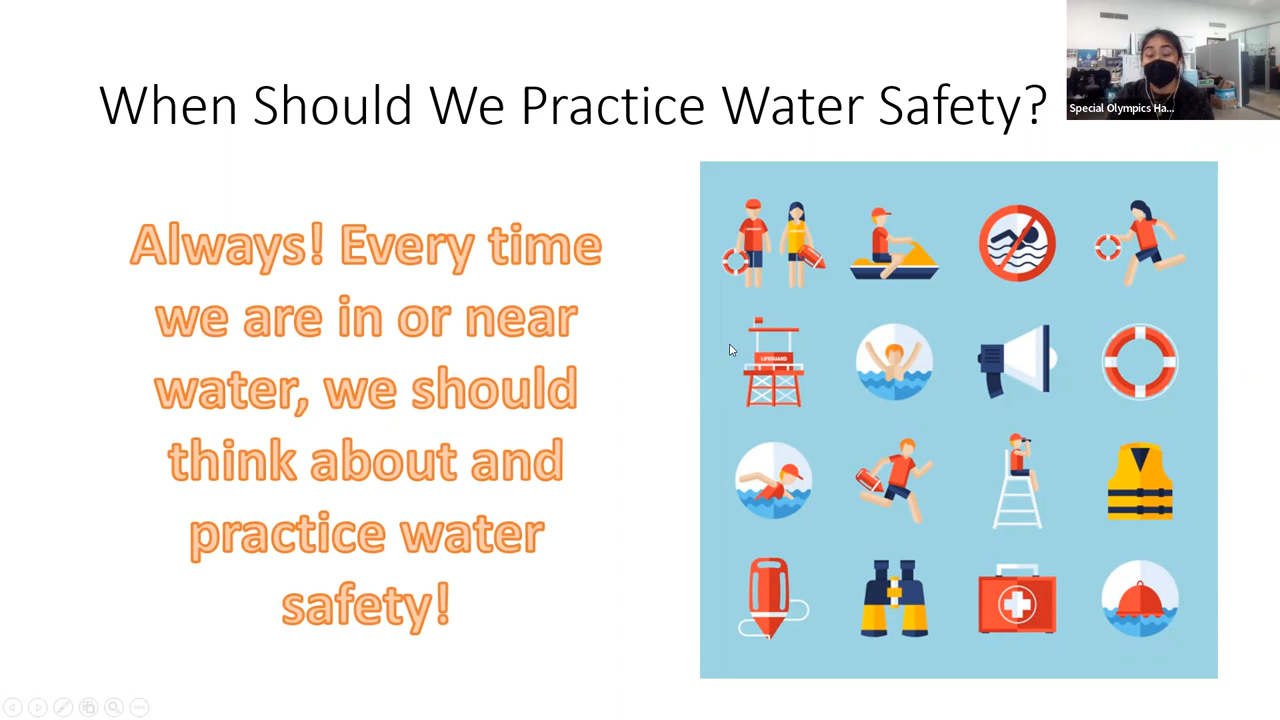 When Should We Practice Water Safety?
Special Olympics Ha...
Always! Every time
we are in or near
water, we should
think about and
practice water
safety!
LIFEGUARD